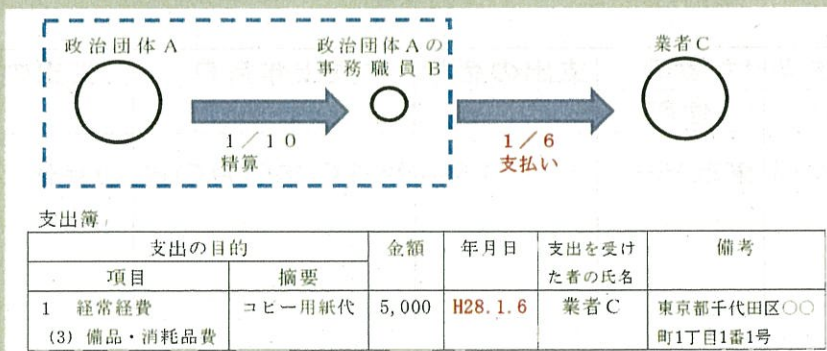 政治団体A
政治団体Aの
事務職員B
業者C
1/10
精算
1/6
支払い
支出簿
支出の目的 金額 年月日 支出を受け 備考
項目 摘要 た者の氏名
1 経常経費 コピー用紙代 5,000 H28.1.6 業者C 東京都千代田区○○
(3) 備品・消耗品費 町1丁目1番1号